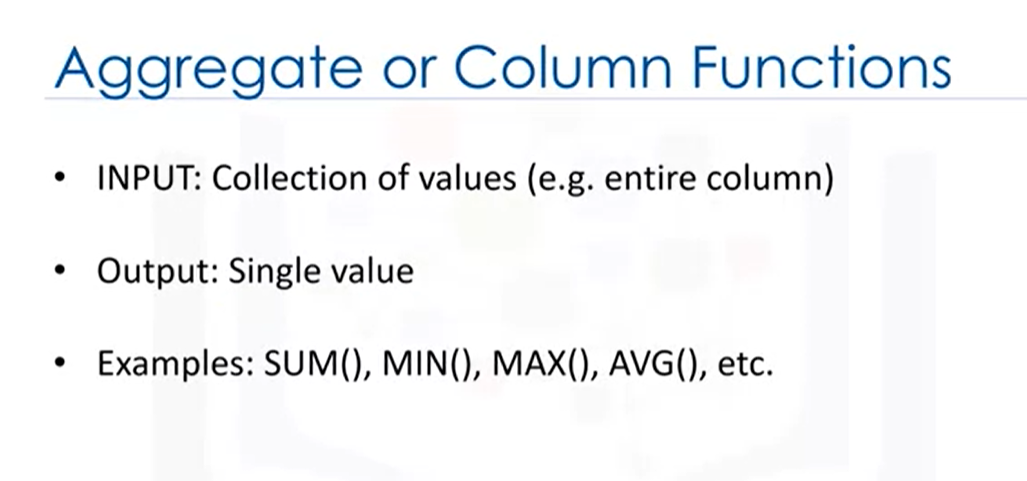 Aggregate or Column Functions
• INPUT: Collection of values (e.g. entire column)
• Output: Single value
• Examples: SUM(), MIN(), MAX(), AVG(), etc.